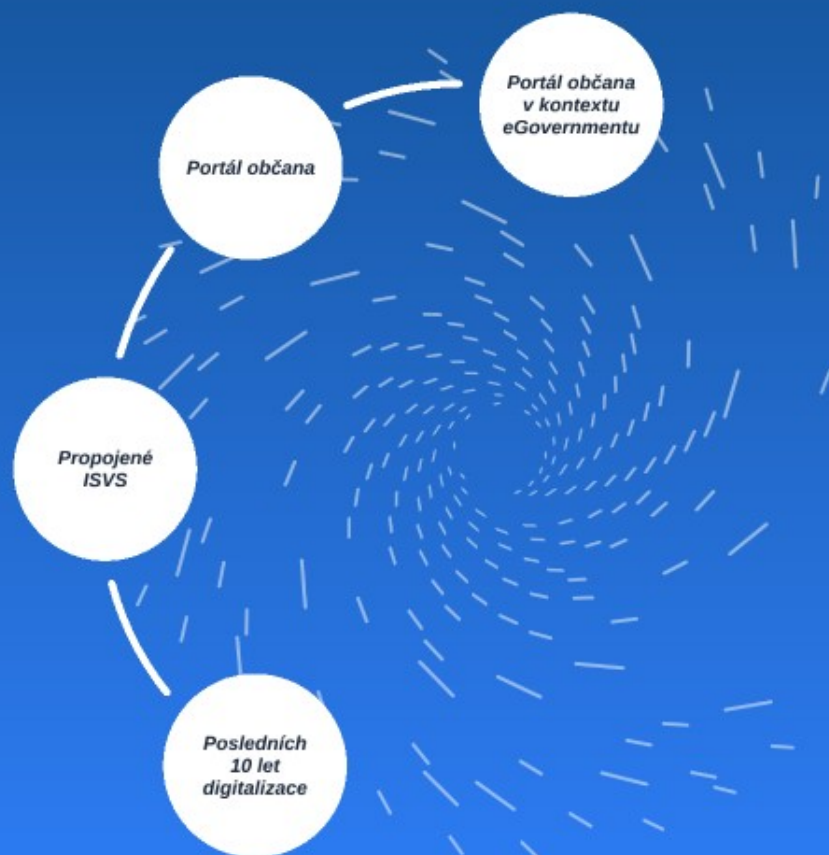 Portál občana
v kontextu
eGovernmentu
Portál občana
Propojené
ISVS
Posledních
10 let
digitalizace